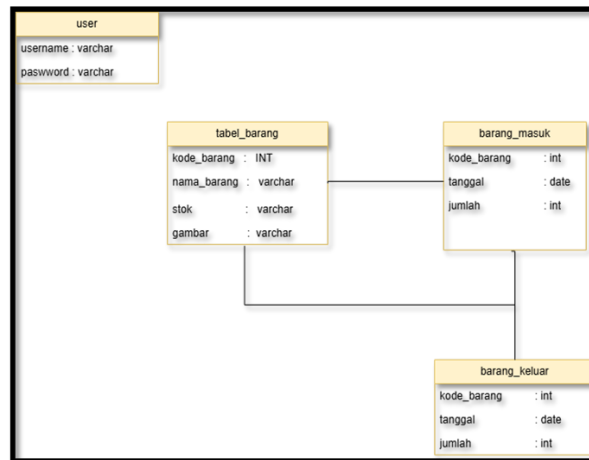 user
username : varchar
paswword : varchar
tabel_barang
kode_barang : INT
nama_barang : varchar
stok : varchar
gambar : varchar
barang_masuk
kode_barang : int
tanggal : date
jumlah : int
barang_keluar
kode_barang : int
tanggal : date
jumlah : int